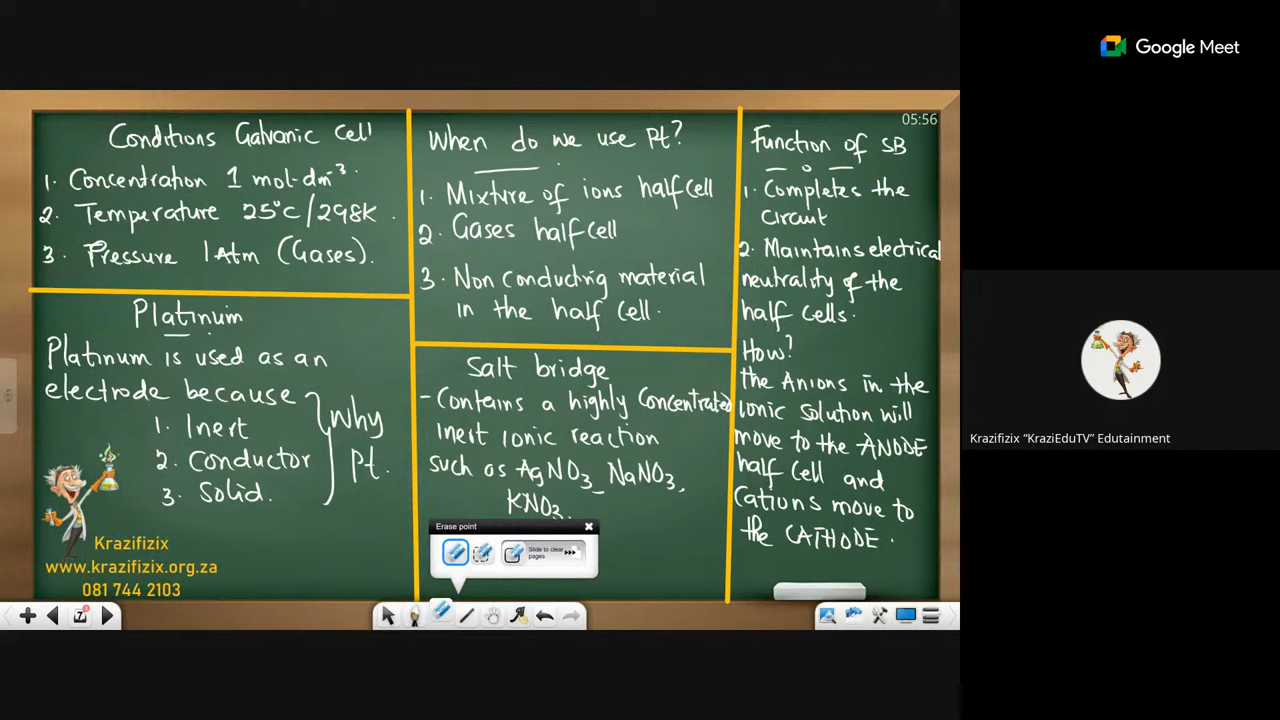 Google Meet
05:56
Conditions Galvanic cell
1. Concentration 1 mol·dm⁻³.
2. Temperature 25°C/298K.
3. Pressure 1 Atm (Gases).
Platinum
Platinum is used as an
electrode because
1. Inert
2. Conductor
3. Solid.
Why
Pt.
Krazifizix
www.krazifizix.org.za
081 744 2103
When do we use Pt?
1. Mixture of ions half cell
2. Gases half cell
3. Non conducting material
in the half cell.
Salt bridge
- Contains a highly Concentrated
Inert Ionic reaction
such as AgNO₃, NaNO₃,
KNO₃.
Erase point
Slide to clear
pages
Function of SB
1. Completes the
circuit
2. Maintains electrical
neutrality of the
half cells.
How?
the Anions in the
ionic solution will
move to the ANODE
half cell and
Cations move to
the CATHODE.
7
Krazifizix “KraziEduTV” Edutainment